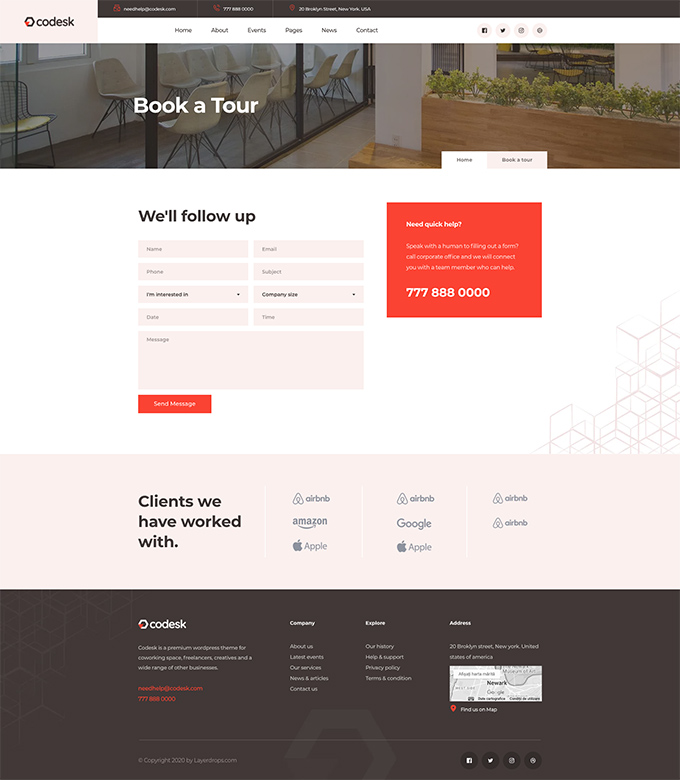 codesk
needhelp@codesk.com
777 888 0000
20 Broklyn Street, New York. USA
Home About Events Pages News Contact
Book a Tour
Home Book a tour
We'll follow up
Name Email
Phone Subject
I'm interested in Company size
Date Time
Message
Send Message
Need quick help?
Speak with a human to filling out a form?
call corporate office and we will connect
you with a team member who can help.
777 888 0000
Clients we
have worked
with.
airbnb airbnb airbnb
amazon Google airbnb
Apple Apple
codesk
Codesk is a premium wordpress theme for
coworking space, freelancers, creatives and a
wide range of other businesses.
needhelp@codesk.com
777 888 0000
Company
About us
Latest events
Our services
News & articles
Contact us
Explore
Our history
Help & support
Privacy policy
Terms & condition
Address
20 Broklyn street, New york, United
states of america
Afișați harta mărită
Newark
Google
Date cartografice Condiții de utilizare
Find us on Map
© Copyright 2020 by Layerdrops.com